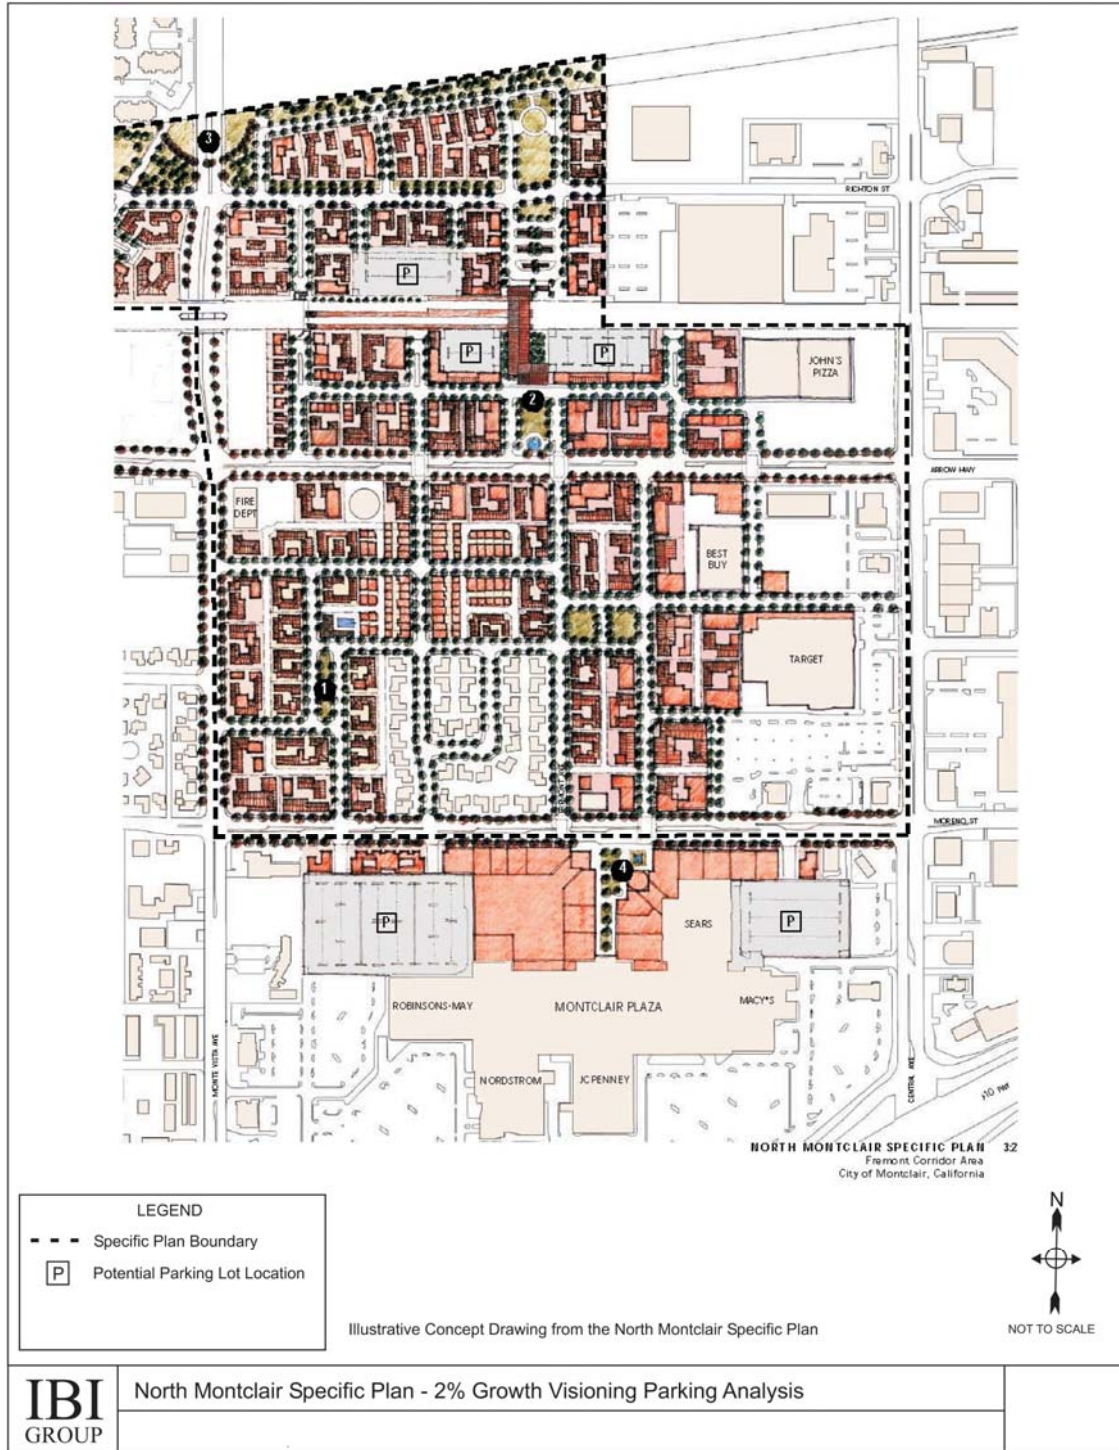 3
RICHTON ST
P
P
P
JOHN'S
PIZZA
2
ARROW HWY
FIRE
DEPT
BEST
BUY
TARGET
1
MORENO ST
4
P
P
SEARS
ROBINSONS-MAY
MONTCLAIR PLAZA
MACY*S
MONTE VISTA AVE
NORDSTROM
JCPENNEY
CENTRAL AVE
I-10 FWY
NORTH MONTCLAIR SPECIFIC PLAN 3:2
Fremont Corridor Area
City of Montclair, California
LEGEND
Specific Plan Boundary
P Potential Parking Lot Location
N
NOT TO SCALE
Illustrative Concept Drawing from the North Montclair Specific Plan
IBI
GROUP
North Montclair Specific Plan - 2% Growth Visioning Parking Analysis